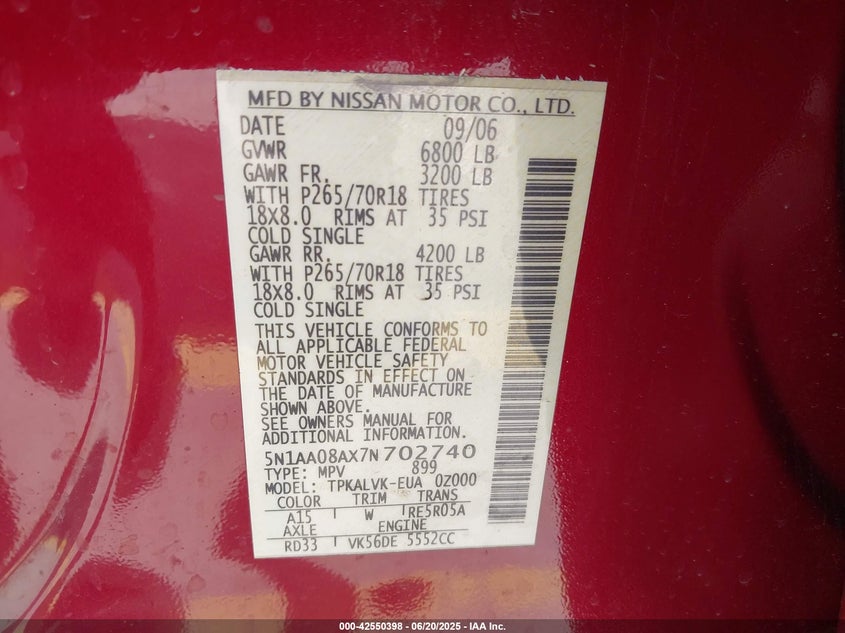 MFD BY NISSAN MOTOR CO., LTD.
DATE 09/06
GVWR 6800 LB
GAWR FR. 3200 LB
WITH P265/70R18 TIRES
18X8.0 RIMS AT 35 PSI
COLD SINGLE
GAWR RR. 4200 LB
WITH P265/70R18 TIRES
18X8.0 RIMS AT 35 PSI
COLD SINGLE
THIS VEHICLE CONFORMS TO
ALL APPLICABLE FEDERAL
MOTOR VEHICLE SAFETY
STANDARDS IN EFFECT ON
THE DATE OF MANUFACTURE
SHOWN ABOVE.
SEE OWNERS MANUAL FOR
ADDITIONAL INFORMATION.
5N1AA08AX7N702740
TYPE: MPV 899
MODEL: TPKALVK-EUA 0Z000
COLOR TRIM TRANS
A15 W RE5R05A
AXLE ENGINE
RD33 VK56DE 5552CC
000-42550398 - 06/20/2025 - IAA Inc.